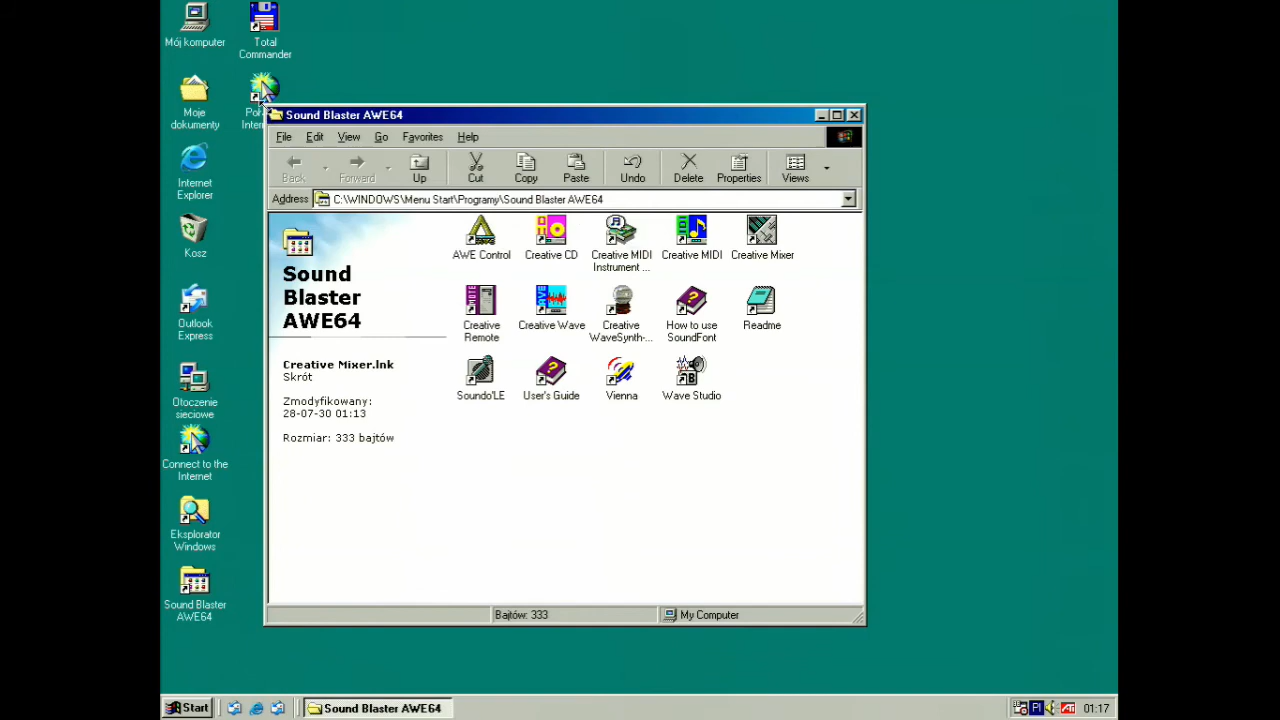 Mój komputer
Total
Commander
Moje
dokumenty
Internet
Explorer
Kosz
Outlook
Express
Otoczenie
sieciowe
Connect to the
Internet
Eksplorator
Windows
Sound Blaster
AWE64
Sound Blaster AWE64
File Edit View Go Favorites Help
Back Forward Up Cut Copy Paste Undo Delete Properties Views
Address C:\WINDOWS\Menu Start\Programy\Sound Blaster AWE64
Sound
Blaster
AWE64
Creative Mixer.lnk
Skrót
Zmodyfikowany:
28-07-30 01:13
Rozmiar: 333 bajtów
AWE Control
Creative CD
Creative MIDI
Instrument ...
Creative MIDI
Creative Mixer
Creative
Remote
Creative Wave
Creative
WaveSynth-...
How to use
SoundFont
Readme
Soundo'LE
User's Guide
Vienna
Wave Studio
Bajtów: 333
My Computer
Start
Sound Blaster AWE64
Pl
01:17